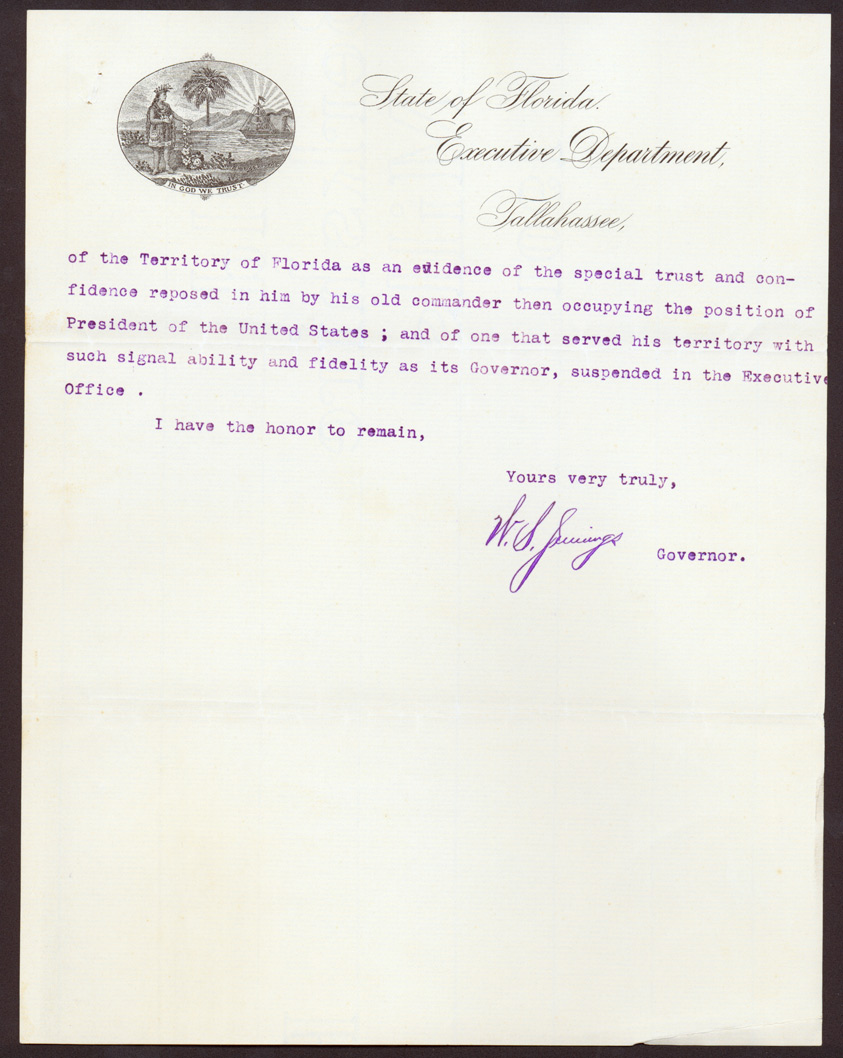 IN GOD WE TRUST.
State of Florida.
Executive Department,
Tallahassee,
of the Territory of Florida as an evidence of the special trust and con-
fidence reposed in him by his old commander then occupying the position of
President of the United States ; and of one that served his territory with
such signal ability and fidelity as its Governor, suspended in the Executive
Office .
I have the honor to remain,
Yours very truly,
W. S. Jennings
Governor.